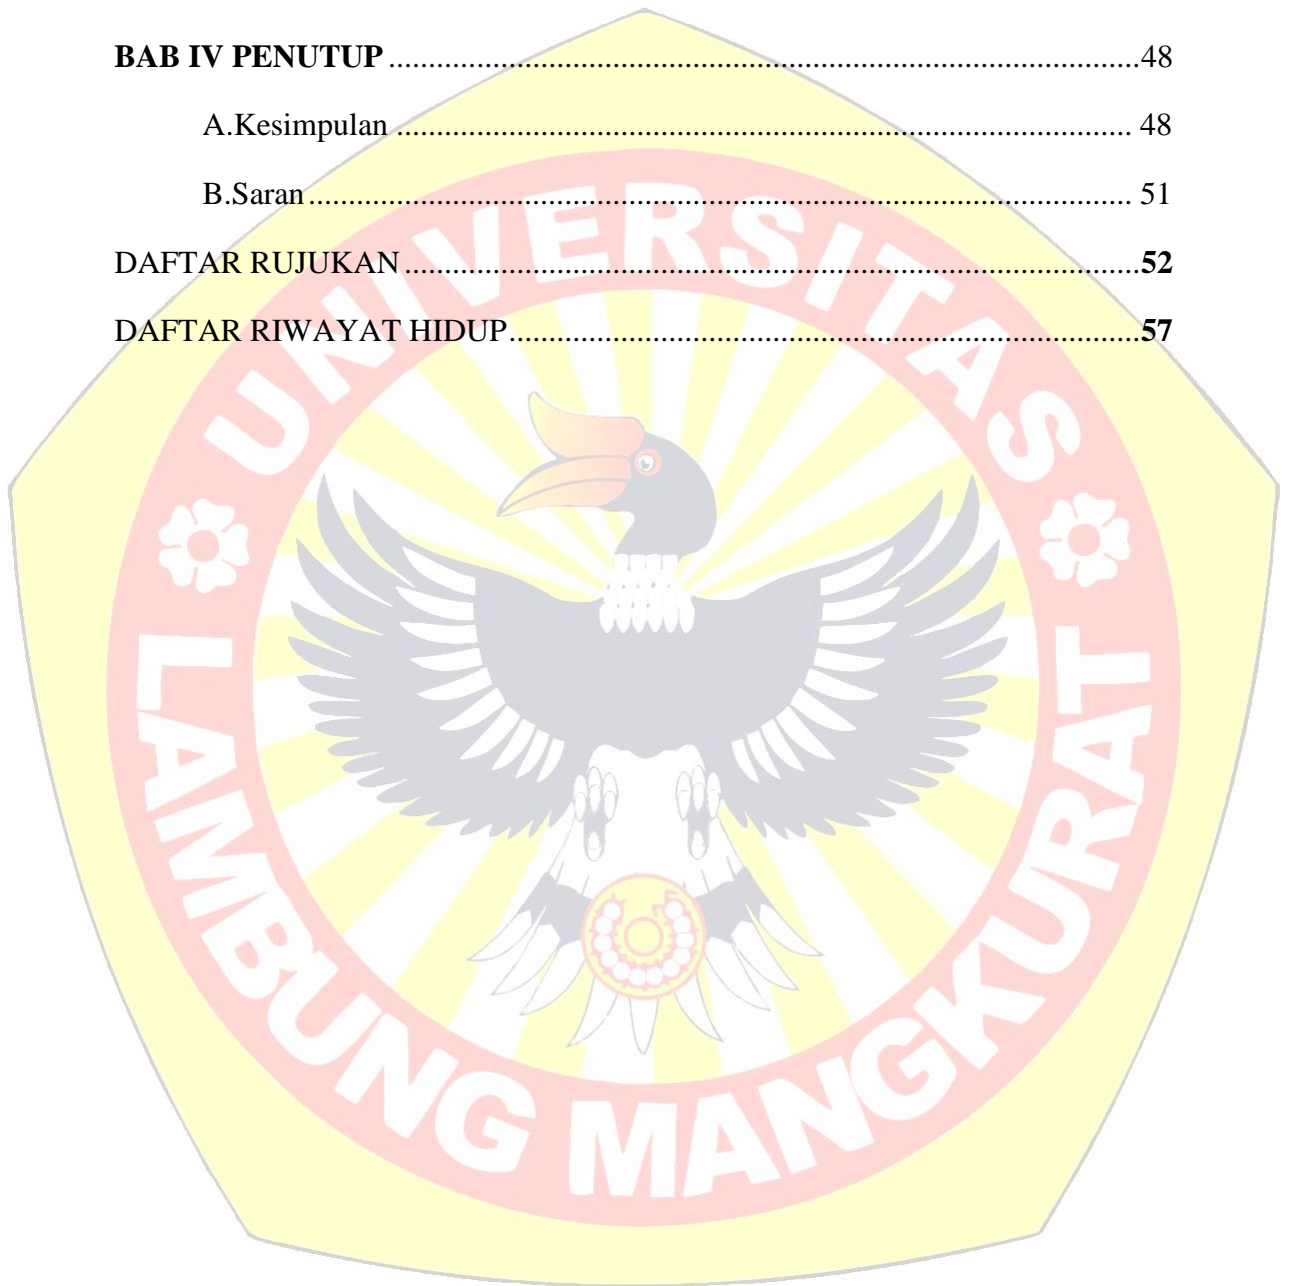 BAB IV PENUTUP ........................................................................................... 48
A.Kesimpulan ........................................................................................... 48
B.Saran ........................................................................................... 51
DAFTAR RUJUKAN ........................................................................................... 52
DAFTAR RIWAYAT HIDUP ........................................................................................... 57
UNIVERSITAS
LAMBUNG MANGKURAT